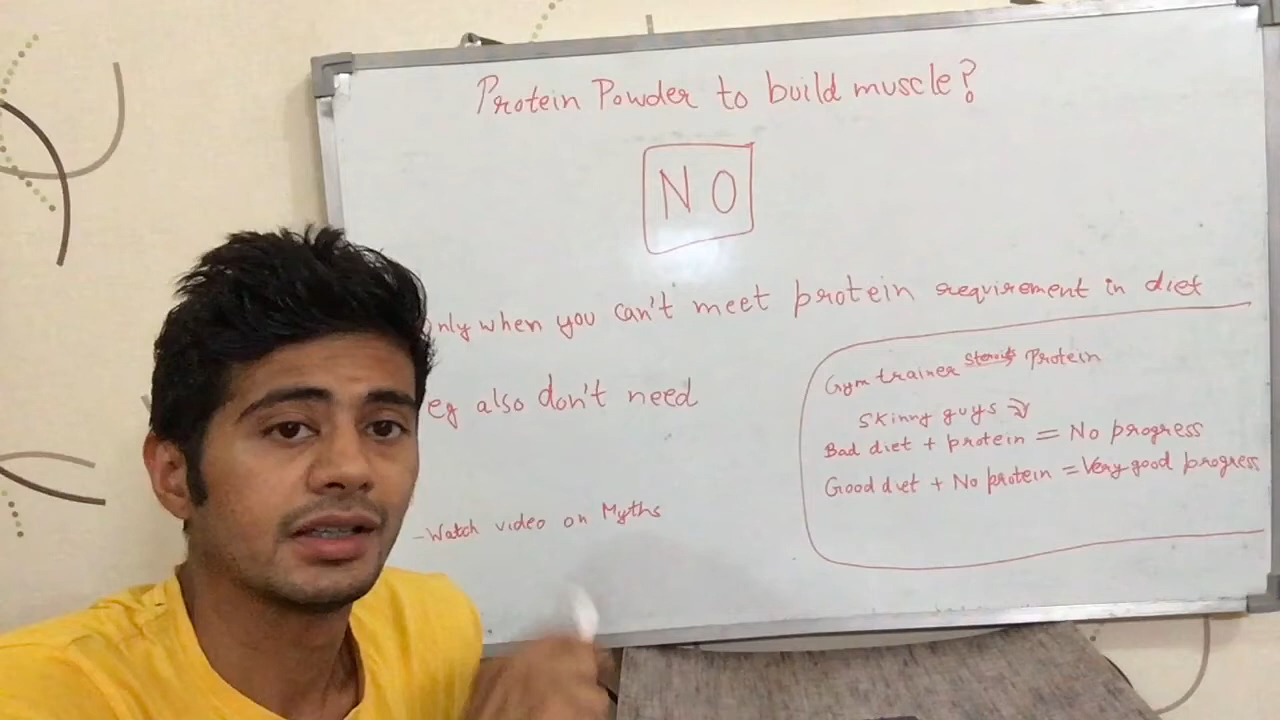 Protein Powder to build muscle?
NO
Only when you can't meet protein requirement in diet
eg also don't need
- Watch video on Myths
Gym trainer Steroids Protein
Skinny guys
Bad diet + protein = No progress
Good diet + No protein = Very good progress